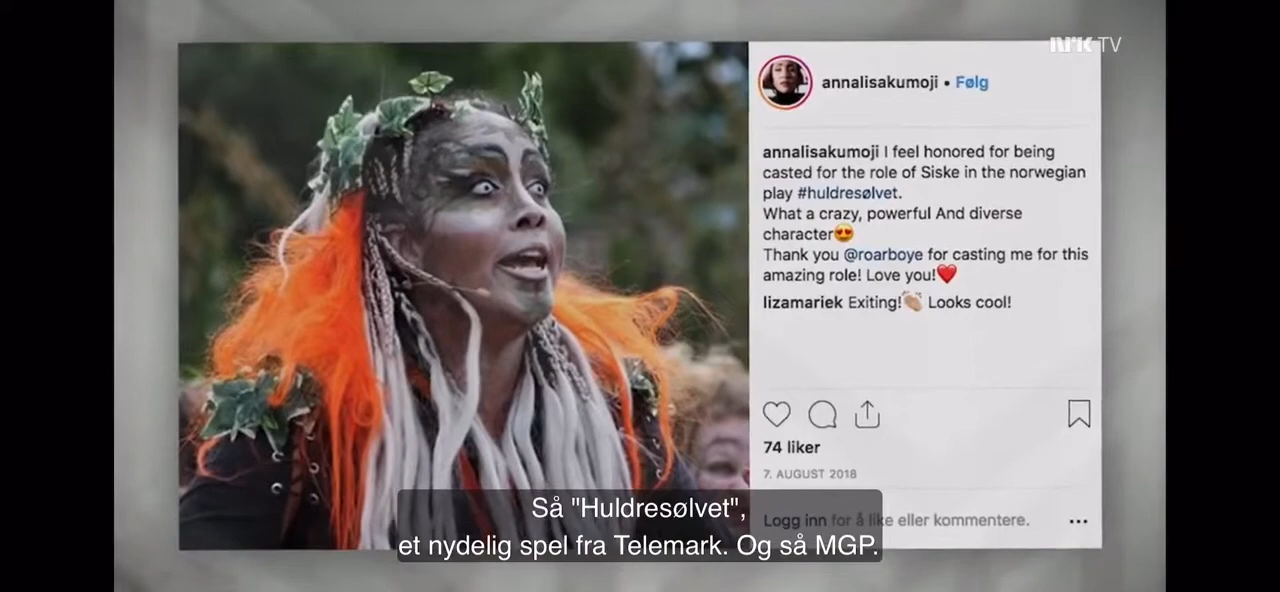 NRK TV
annalisakumoji • Følg
annalisakumoji I feel honored for being
casted for the role of Siske in the norwegian
play #huldresølvet.
What a crazy, powerful And diverse
character😍
Thank you @roarboye for casting me for this
amazing role! Love you!❤️
lizamariek Exiting!👏🏼 Looks cool!
74 liker
7. AUGUST 2018
Logg inn for å like eller kommentere.
Så "Huldresølvet",
et nydelig spel fra Telemark. Og så MGP.